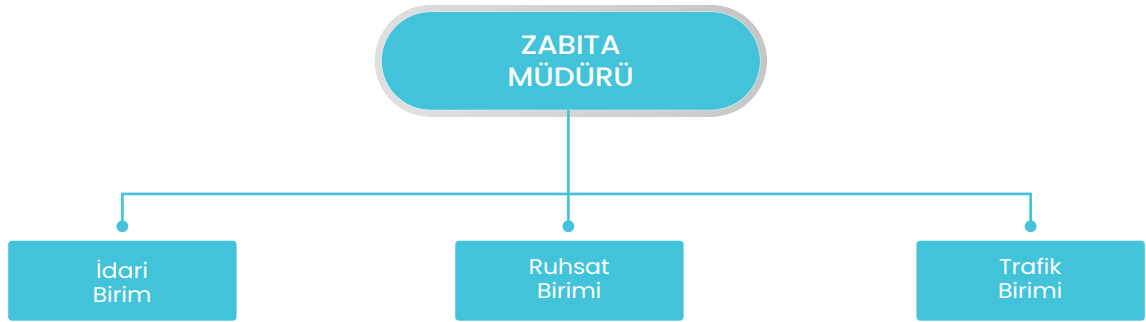 ZABITA
MÜDÜRÜ
İdari
Birim
Ruhsat
Birimi
Trafik
Birimi